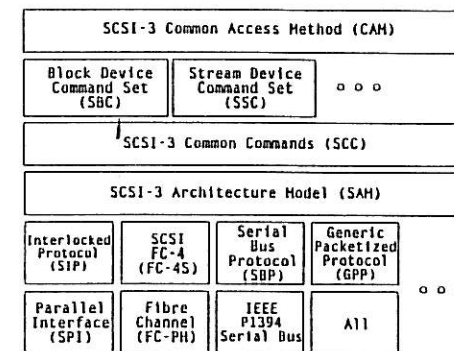 SCSI-3 Common Access Method (CAM)
Block Device
Command Set
(SBC)
Stream Device
Command Set
(SSC)
o o o
SCSI-3 Common Commands (SCC)
SCSI-3 Architecture Model (SAM)
Interlocked
Protocol
(SIP)
SCSI
FC-4
(FC-4S)
Serial
Bus
Protocol
(SBP)
Generic
Packetized
Protocol
(GPP)
o o
Parallel
Interface
(SPI)
Fibre
Channel
(FC-PH)
IEEE
P1394
Serial Bus
All